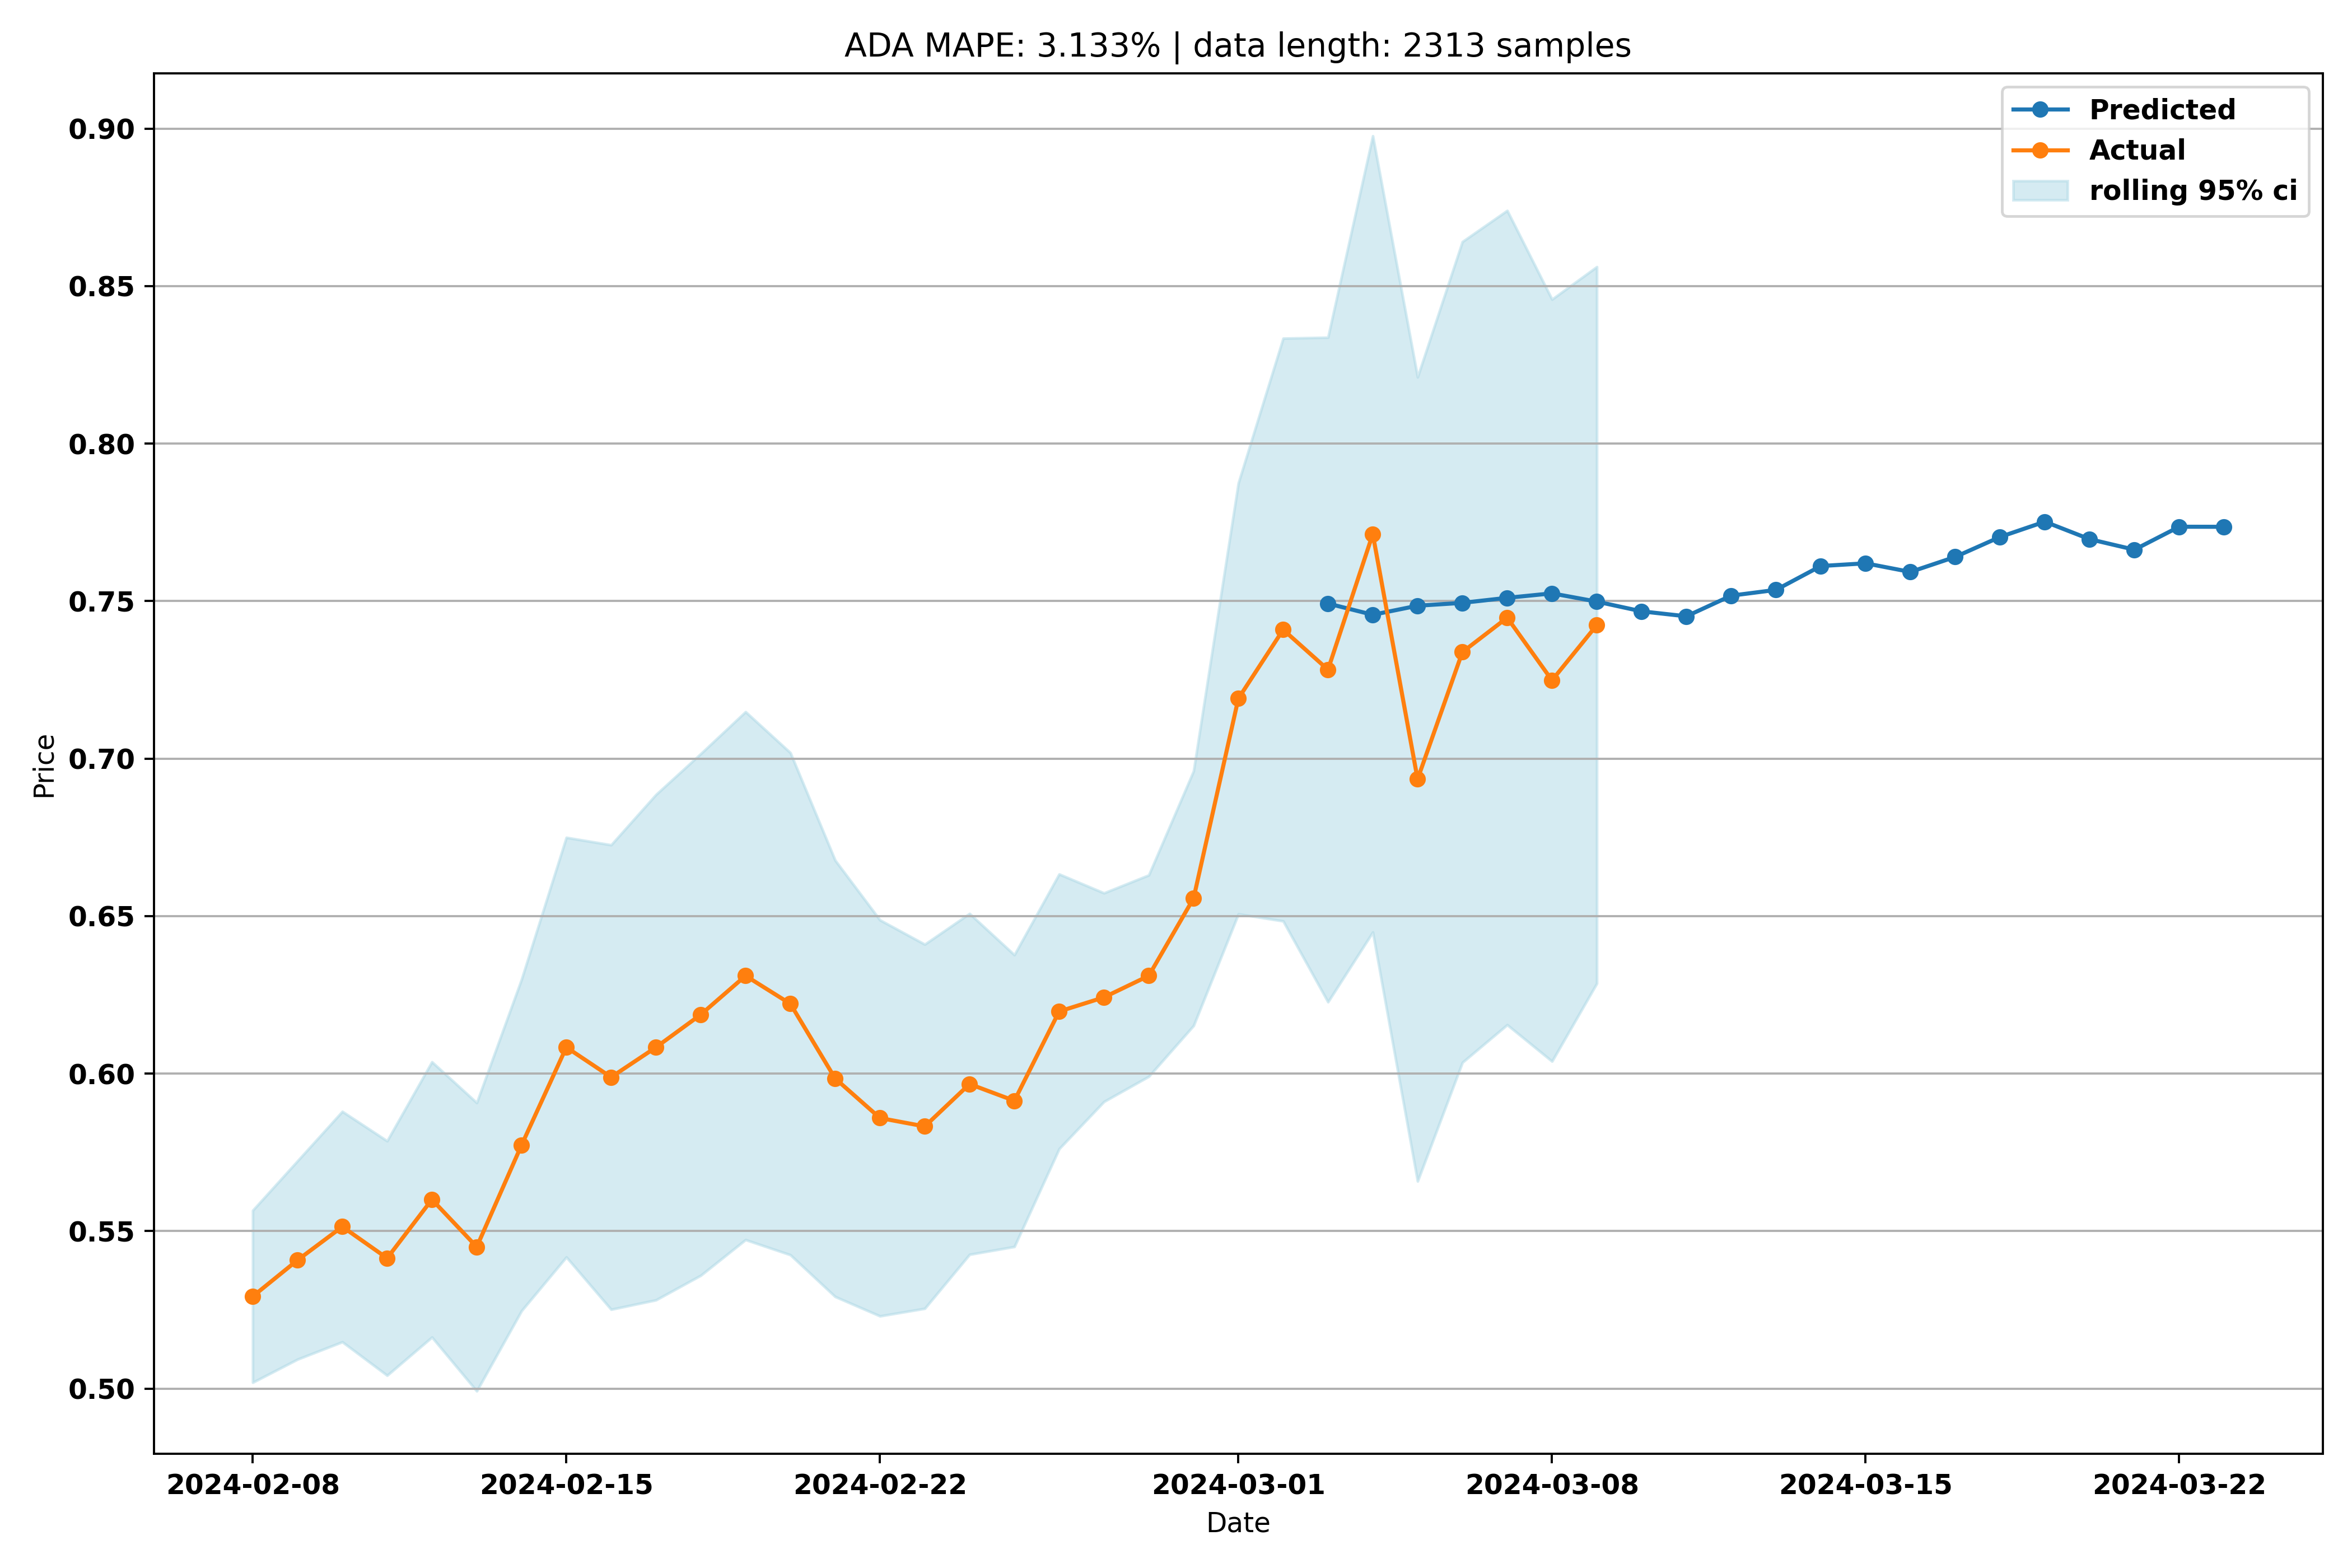 ADA MAPE: 3.133% | data length: 2313 samples
Predicted
Actual
rolling 95% ci
0.90
0.85
0.80
0.75
0.70
0.65
0.60
0.55
0.50
Price
2024-02-08 2024-02-15 2024-02-22 2024-03-01 2024-03-08 2024-03-15 2024-03-22
Date